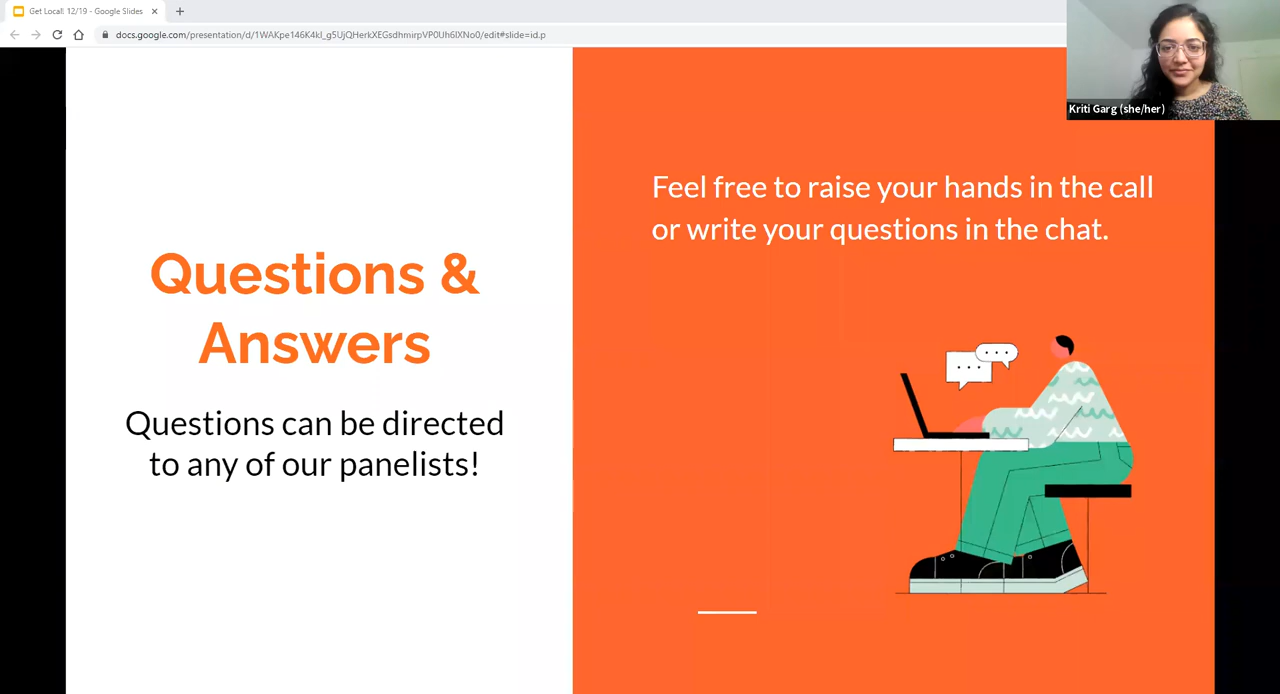 Get Local! 12/19 - Google Slides
docs.google.com/presentation/d/1WAKpe146K4kl_g5UjQHerkXEGsdhmirpVP0Uh6lXNo0/edit#slide=id.p
Kriti Garg (she/her)
Questions &
Answers
Questions can be directed
to any of our panelists!
Feel free to raise your hands in the call
or write your questions in the chat.